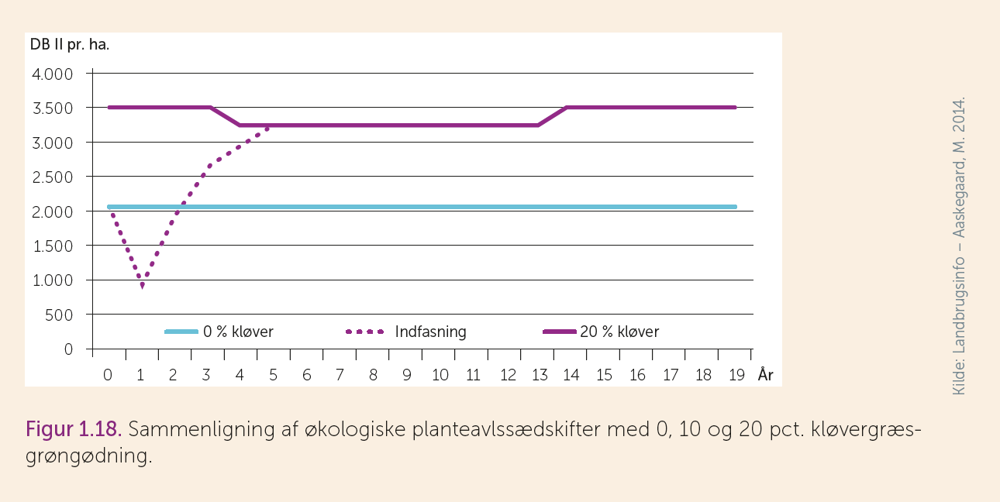 DB II pr. ha.
4.000
3.500
3.000
2.500
2.000
1.500
1.000
500
0
0 % kløver Indfasning 20 % kløver
0 1 2 3 4 5 6 7 8 9 10 11 12 13 14 15 16 17 18 19 År
Figur 1.18. Sammenligning af økologiske planteavlssædskifter med 0, 10 og 20 pct. kløvergræs-
grøngødning.
Kilde: Landbrugsinfo – Aaskegaard, M. 2014.